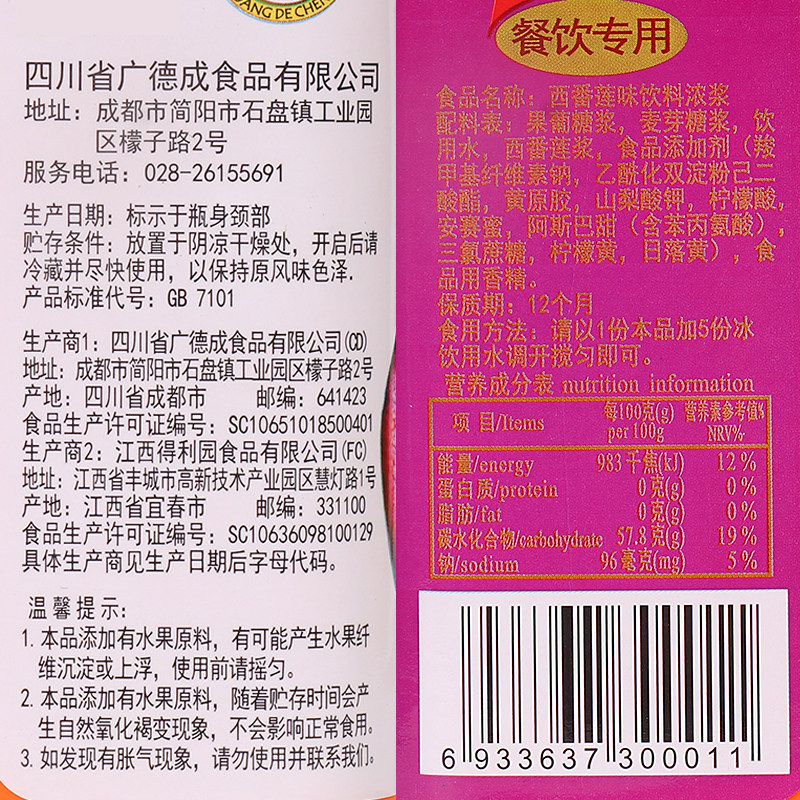 UANG DE CHEN
四川省广德成食品有限公司
地址：成都市简阳市石盘镇工业园
区檬子路2号
服务电话：028-26155691
生产日期：标示于瓶身颈部
贮存条件：放置于阴凉干燥处，开启后请
冷藏并尽快使用，以保持原风味色泽.
产品标准代号：GB 7101
生产商1：四川省广德成食品有限公司(CD)
地址：成都市简阳市石盘镇工业园区檬子路2号
产地：四川省成都市 邮编：641423
食品生产许可证编号：SC10651018500401
生产商2：江西得利园食品有限公司(FC)
地址：江西省丰城市高新技术产业园区慧灯路1号
产地：江西省宜春市 邮编：331100
食品生产许可证编号：SC10636098100129
具体生产商见生产日期后字母代码。
温馨提示：
1. 本品添加有水果原料，有可能产生水果纤
维沉淀或上浮，使用前请摇匀。
2. 本品添加有水果原料，随着贮存时间会产
生自然氧化褐变现象，不会影响正常食用。
3. 如发现有胀气现象，请勿使用并联系我们。
餐饮专用
食品名称：西番莲味饮料浓浆
配料表：果葡糖浆，麦芽糖浆，饮
用水，西番莲浆，食品添加剂（羧
甲基纤维素钠，乙酰化双淀粉己二
酸酯，黄原胶，山梨酸钾，柠檬酸，
安赛蜜，阿斯巴甜（含苯丙氨酸），
三氯蔗糖，柠檬黄，日落黄），食
品用香精。
保质期：12个月
食用方法：请以1份本品加5份冰
饮用水调开搅匀即可。
营养成分表 nutrition information
项 目/Items 每100克(g) per 100g 营养素参考值% NRV%
能量/energy 983 千焦(kJ) 12 %
蛋白质/protein 0 克(g) 0 %
脂肪/fat 0 克(g) 0 %
碳水化合物/carbohydrate 57.8 克(g) 19 %
钠/sodium 96 毫克(mg) 5 %
6 933637 300011